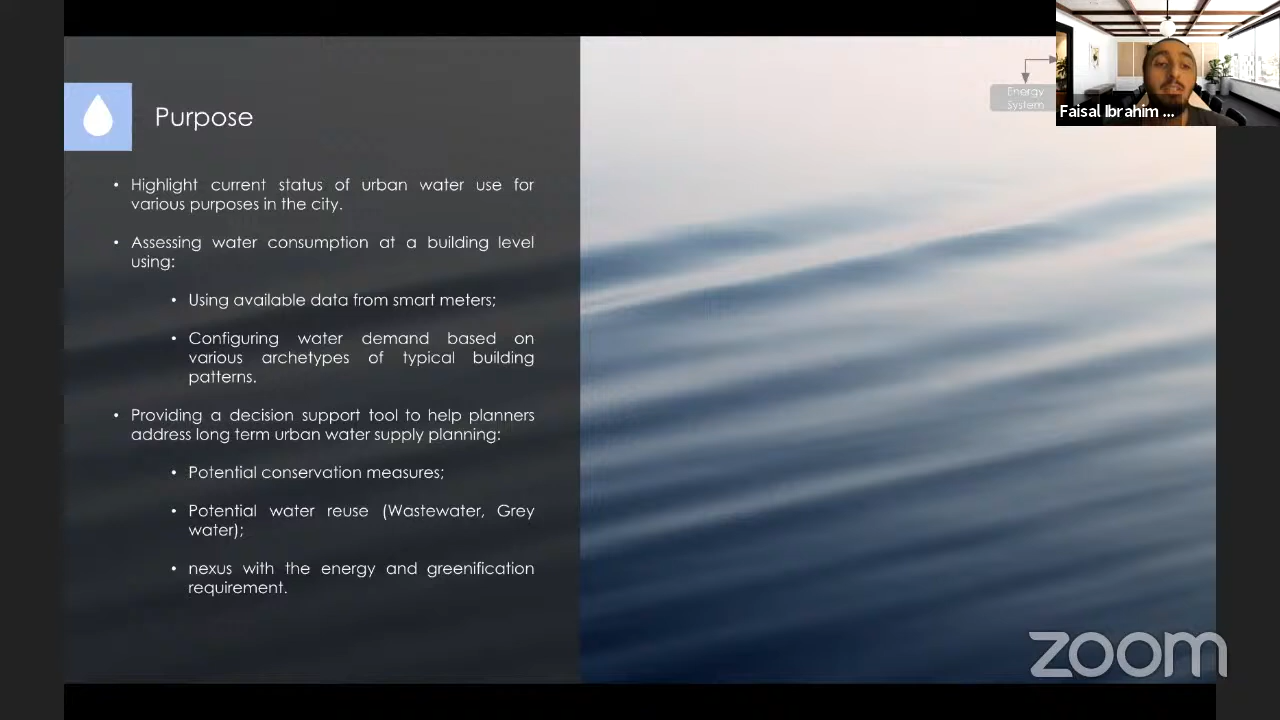 Purpose
• Highlight current status of urban water use for
various purposes in the city.
• Assessing water consumption at a building level
using:
• Using available data from smart meters;
• Configuring water demand based on
various archetypes of typical building
patterns.
• Providing a decision support tool to help planners
address long term urban water supply planning:
• Potential conservation measures;
• Potential water reuse (Wastewater, Grey
water);
• nexus with the energy and greenification
requirement.
Energy
System
Faisal Ibrahim ...
zoom